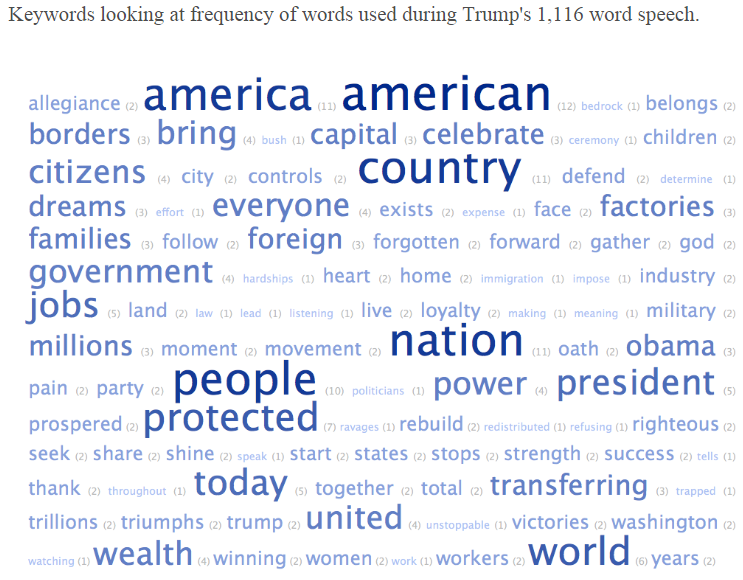 Keywords looking at frequency of words used during Trump's 1,116 word speech.
allegiance (2) america (11) american (12) bedrock (1) belongs (2)
borders (3) bring (4) bush (1) capital (3) celebrate (3) ceremony (1) children (2)
citizens (4) city (2) controls (2) country (11) defend (2) determine (1)
dreams (3) effort (1) everyone (4) exists (2) expense (1) face (2) factories (3)
families (3) follow (2) foreign (3) forgotten (2) forward (2) gather (2) god (2)
government (4) hardships (1) heart (2) home (2) immigration (1) impose (1) industry (2)
jobs (5) land (2) law (1) lead (1) listening (1) live (2) loyalty (2) making (1) meaning (1) military (2)
millions (3) moment (2) movement (2) nation (11) oath (2) obama (3)
pain (2) party (2) people (10) politicians (1) power (4) president (5)
prospered (2) protected (7) ravages (1) rebuild (2) redistributed (1) refusing (1) righteous (2)
seek (2) share (2) shine (2) speak (1) start (2) states (2) stops (2) strength (2) success (2) tells (1)
thank (2) throughout (1) today (5) together (2) total (2) transferring (3) trapped (1)
trillions (2) triumphs (2) trump (2) united (4) unstoppable (1) victories (2) washington (2)
watching (1) wealth (4) winning (2) women (2) work (1) workers (2) world (6) years (2)